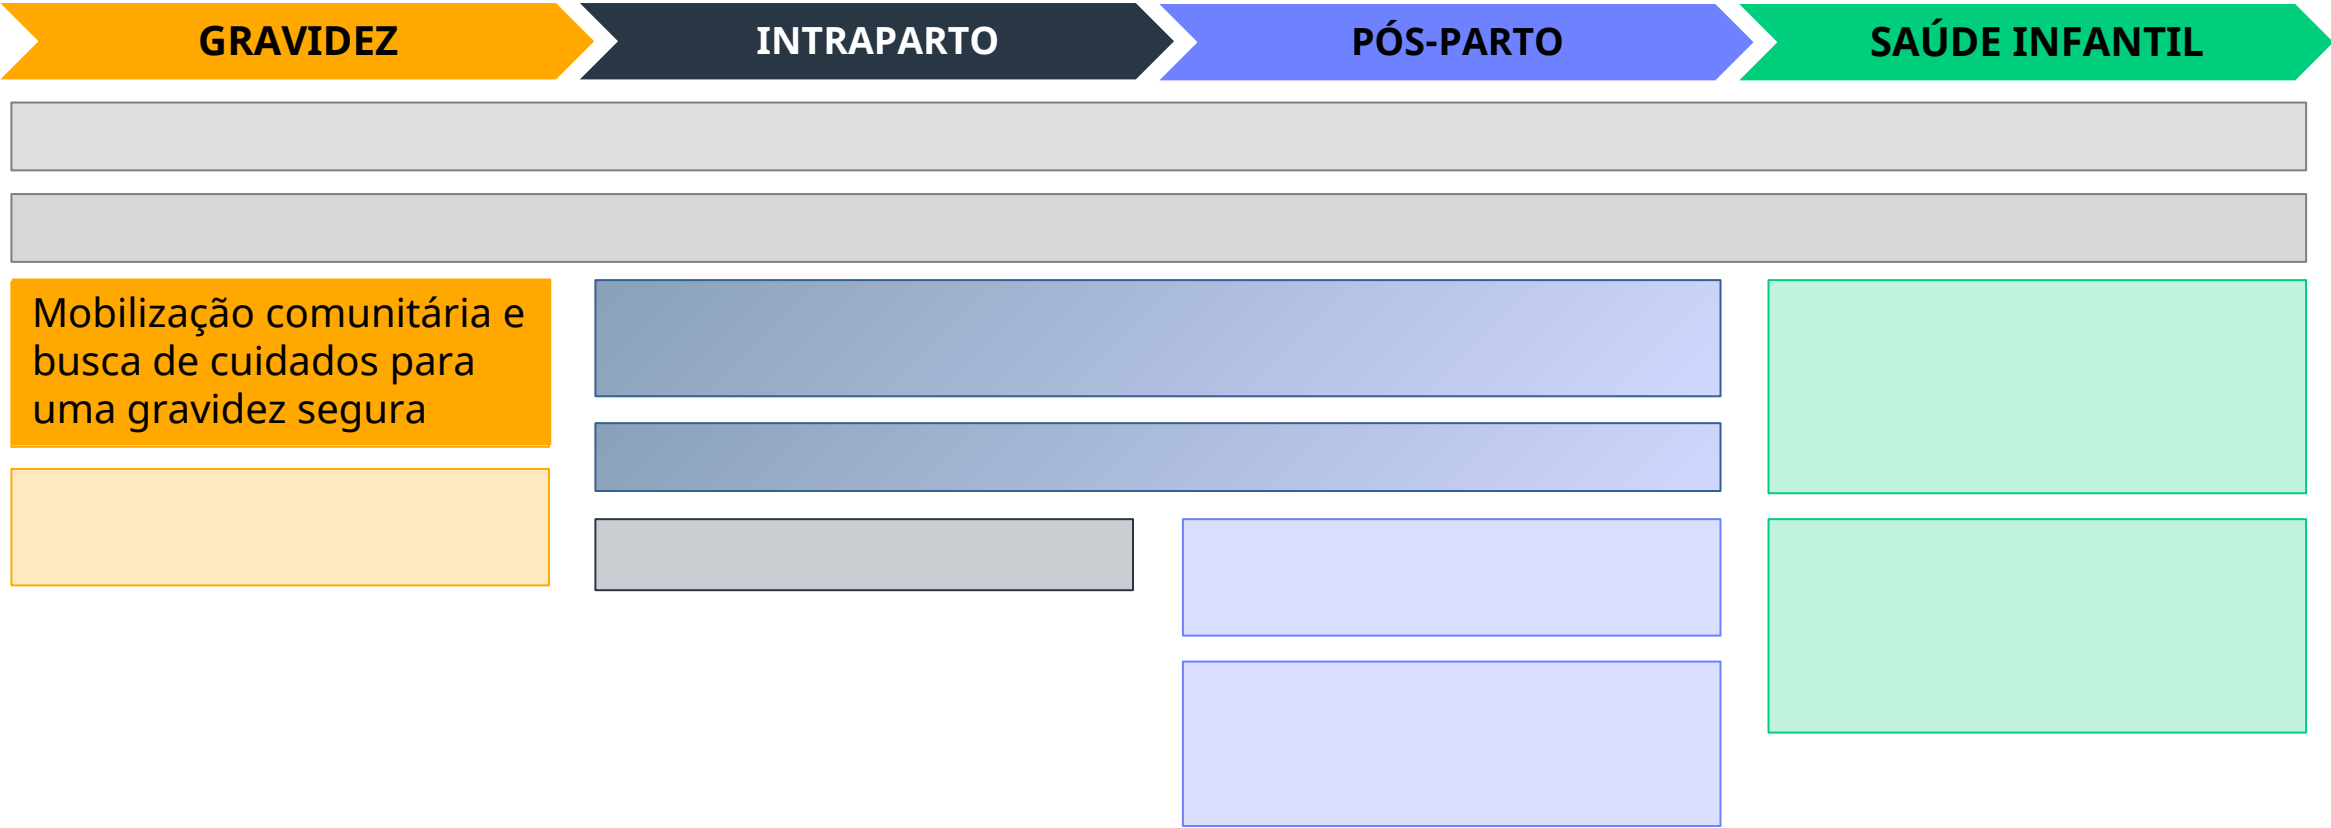 GRAVIDEZ
INTRAPARTO
PÓS-PARTO
SAÚDE INFANTIL
Mobilização comunitária e
busca de cuidados para
uma gravidez segura